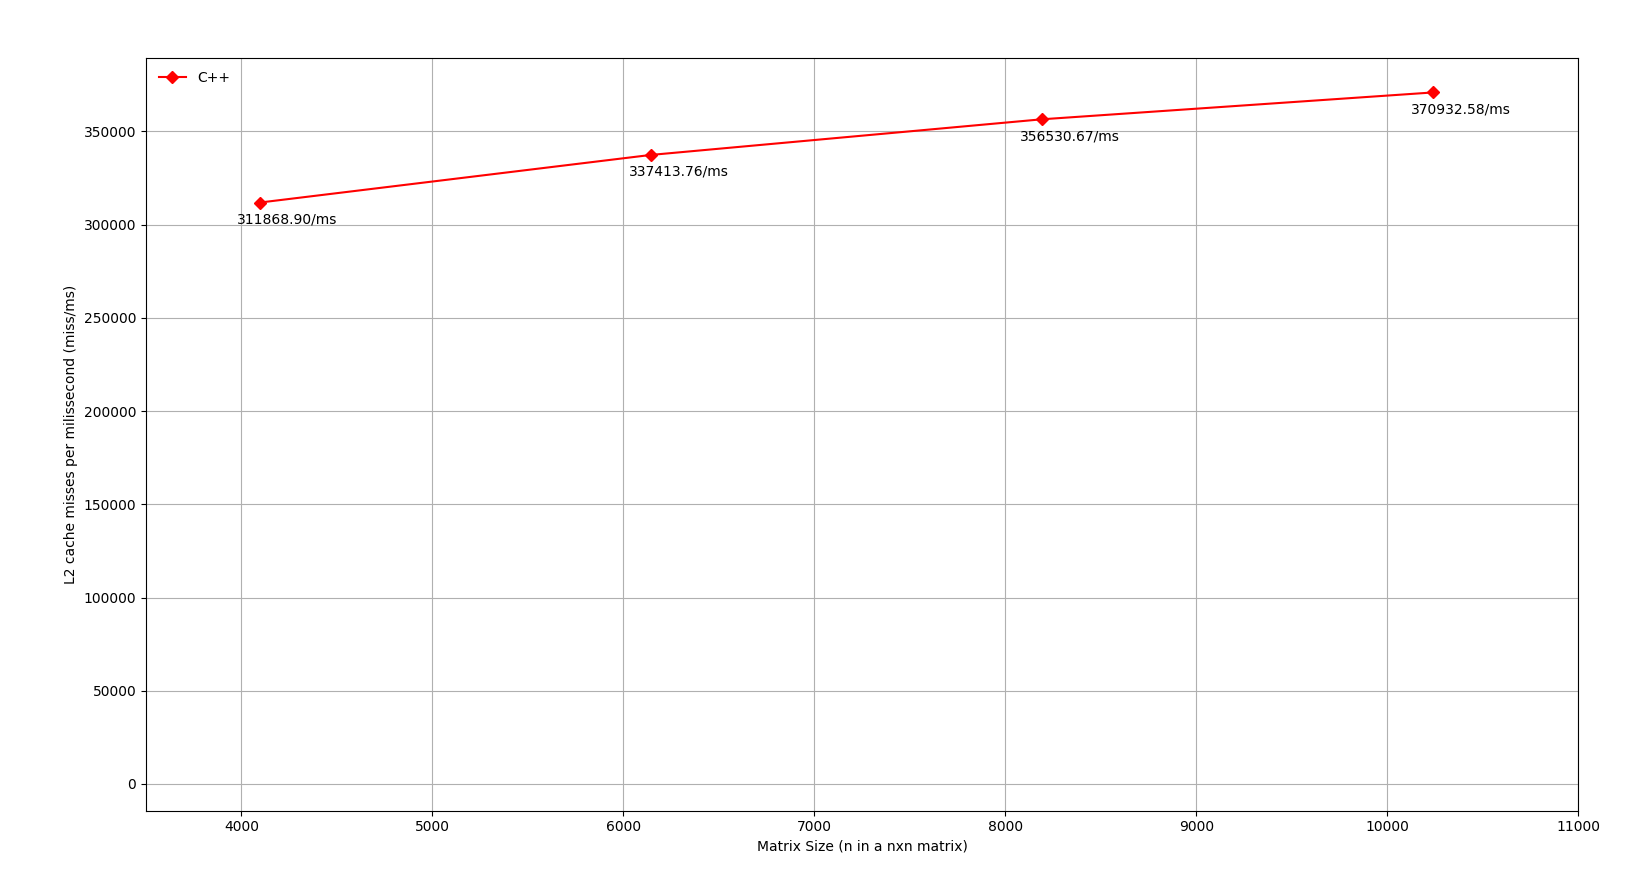 C++
370932.58/ms
356530.67/ms
337413.76/ms
311868.90/ms
350000
300000
250000
200000
150000
100000
50000
0
L2 cache misses per milissecond (miss/ms)
4000 5000 6000 7000 8000 9000 10000 11000
Matrix Size (n in a nxn matrix)